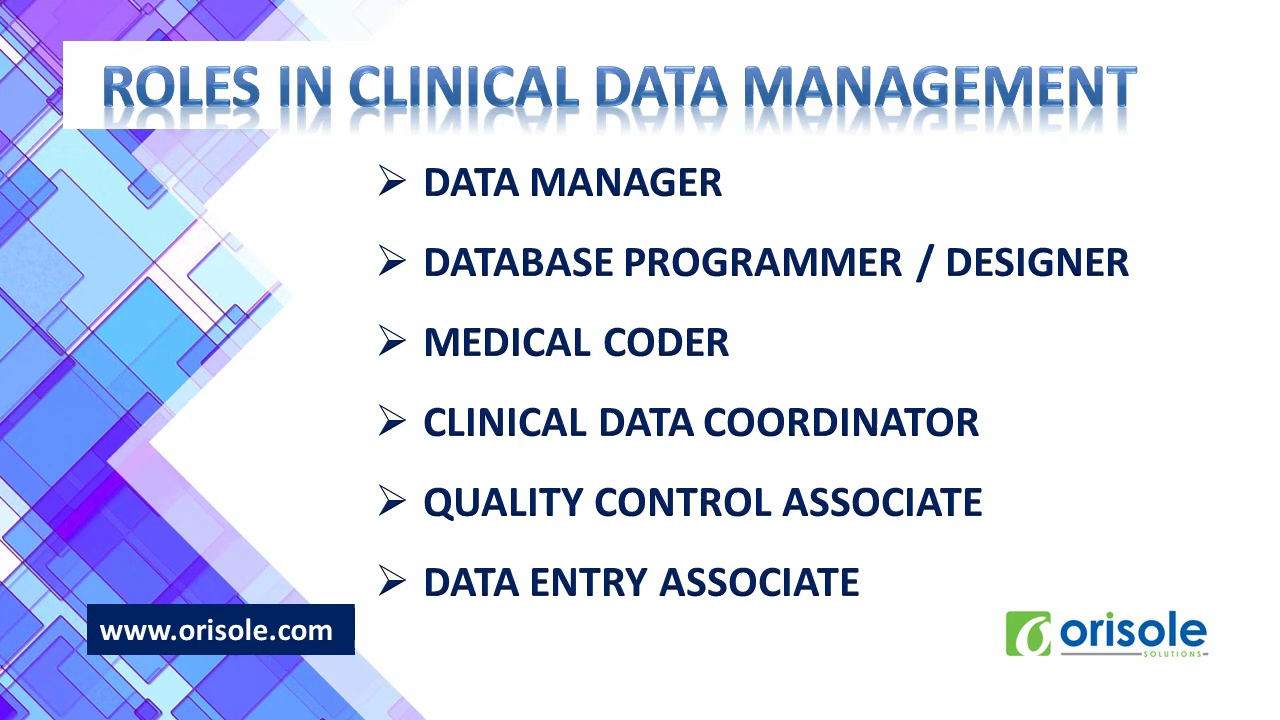 ROLES IN CLINICAL DATA MANAGEMENT
DATA MANAGER
DATABASE PROGRAMMER / DESIGNER
MEDICAL CODER
CLINICAL DATA COORDINATOR
QUALITY CONTROL ASSOCIATE
DATA ENTRY ASSOCIATE
www.orisole.com
orisole
SOLUTIONS